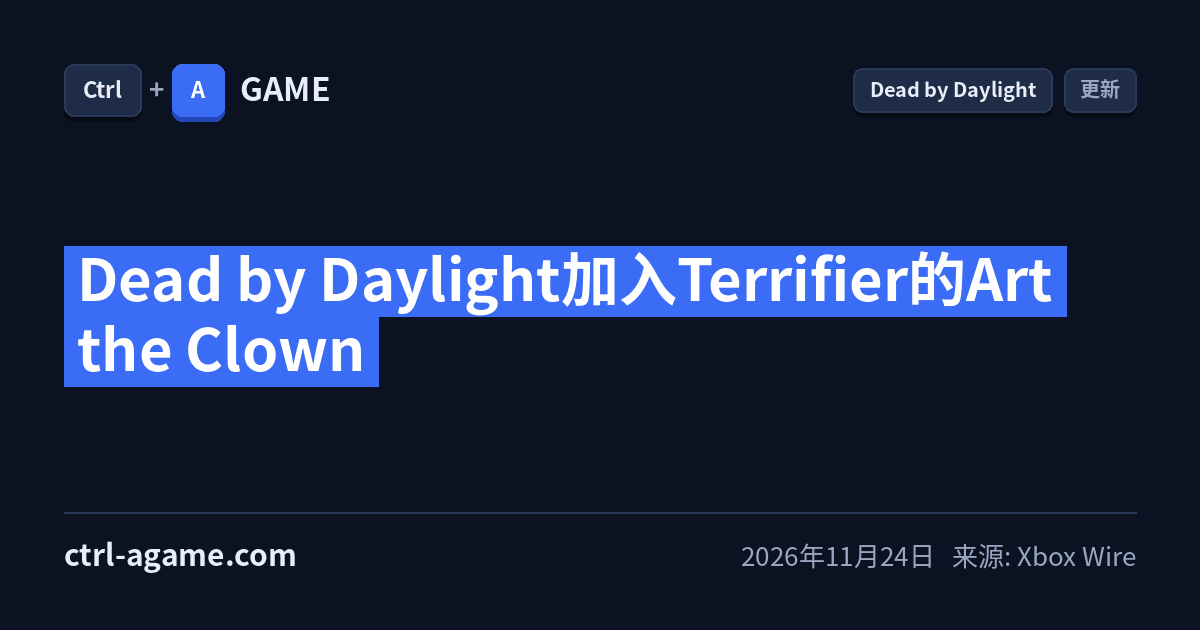 Ctrl + A GAME
Dead by Daylight 更新
Dead by Daylight加入Terrifier的Art
the Clown
ctrl-agame.com
2026年11月24日 来源: Xbox Wire